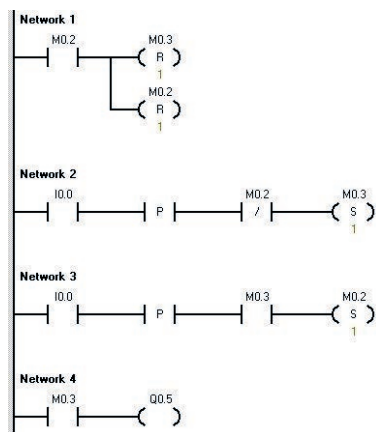 Network 1
M0.2 M0.3
R
1
M0.2
R
1
Network 2
I0.0 M0.2 M0.3
P / S
1
Network 3
I0.0 M0.3 M0.2
P S
1
Network 4
M0.3 Q0.5